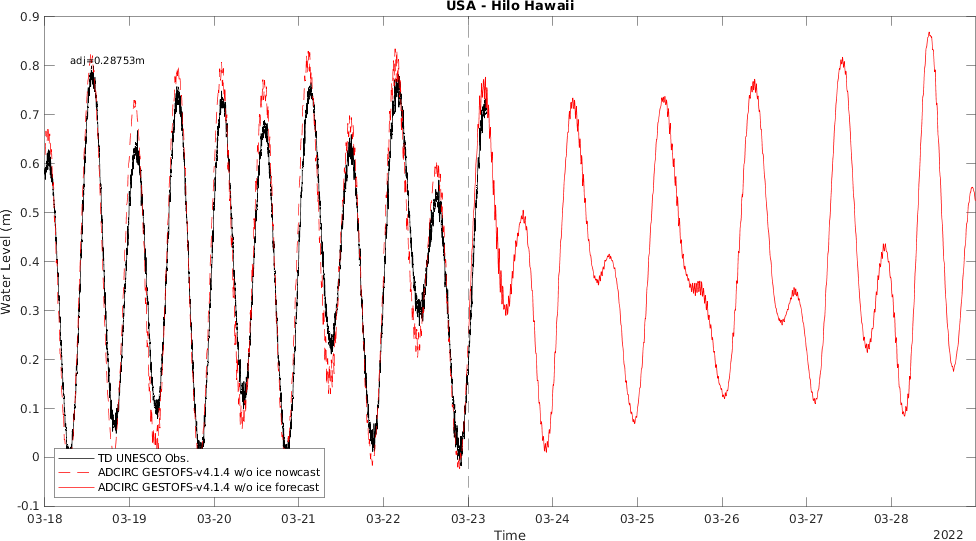 USA - Hilo Hawaii
0.9
0.8
0.7
0.6
0.5
0.4
0.3
0.2
0.1
0
-0.1
Water Level (m)
adj=0.28753m
TD UNESCO Obs.
ADCIRC GESTOFS-v4.1.4 w/o ice nowcast
ADCIRC GESTOFS-v4.1.4 w/o ice forecast
03-18 03-19 03-20 03-21 03-22 03-23 03-24 03-25 03-26 03-27 03-28
Time
2022